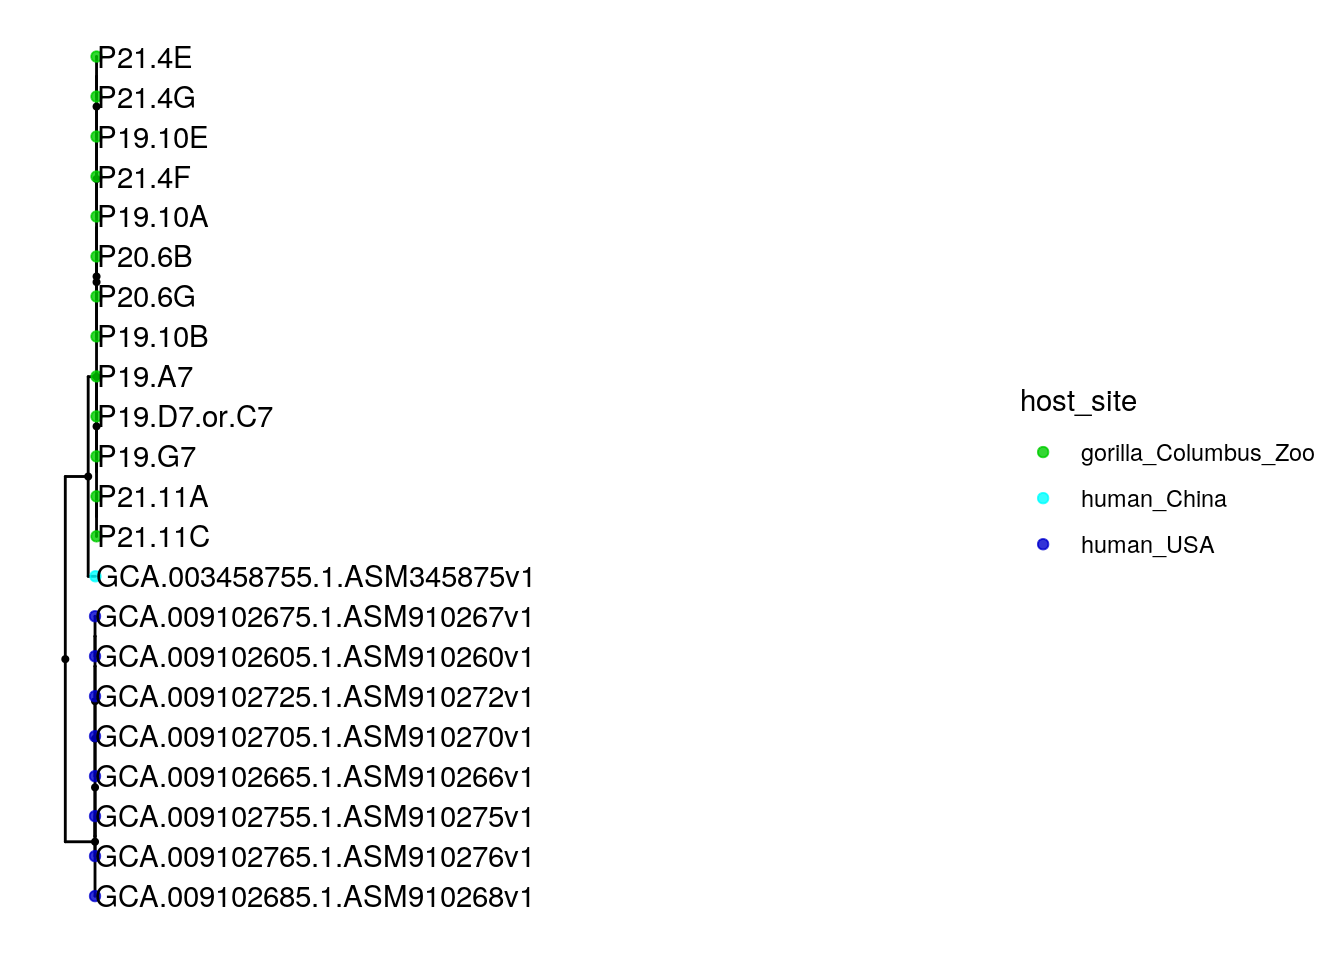 P21.4E
P21.4G
P19.10E
P21.4F
P19.10A
P20.6B
P20.6G
P19.10B
P19.A7
P19.D7.or.C7
P19.G7
P21.11A
P21.11C
GCA.003458755.1.ASM345875v1
GCA.009102675.1.ASM910267v1
GCA.009102605.1.ASM910260v1
GCA.009102725.1.ASM910272v1
GCA.009102705.1.ASM910270v1
GCA.009102665.1.ASM910266v1
GCA.009102755.1.ASM910275v1
GCA.009102765.1.ASM910276v1
GCA.009102685.1.ASM910268v1
host_site
gorilla_Columbus_Zoo
human_China
human_USA